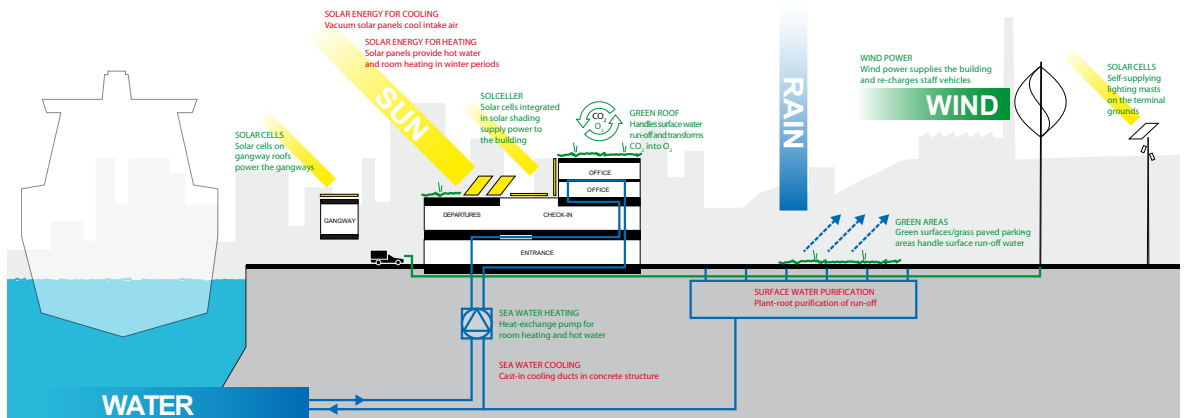 SOLAR ENERGY FOR COOLING
Vacuum solar panels cool intake air
SOLAR ENERGY FOR HEATING
Solar panels provide hot water
and room heating in winter periods
SUN
SOLCELLER
Solar cells integrated
in solar shading
supply power to
the building
SOLAR CELLS
Solar cells on
gangway roofs
power the gangways
CO2
O2
GREEN ROOF
Handles surface water
run-off and transforms
CO2 into O2
RAIN
WIND POWER
Wind power supplies the building
and re-charges staff vehicles
WIND
SOLAR CELLS
Self-supplying
lighting masts
on the terminal
grounds
OFFICE
OFFICE
GANGWAY
DEPARTURES
CHECK-IN
ENTRANCE
GREEN AREAS
Green surfaces/grass paved parking
areas handle surface run-off water
SURFACE WATER PURIFICATION
Plant-root purification of run-off
SEA WATER HEATING
Heat-exchange pump for
room heating and hot water
SEA WATER COOLING
Cast-in cooling ducts in concrete structure
WATER